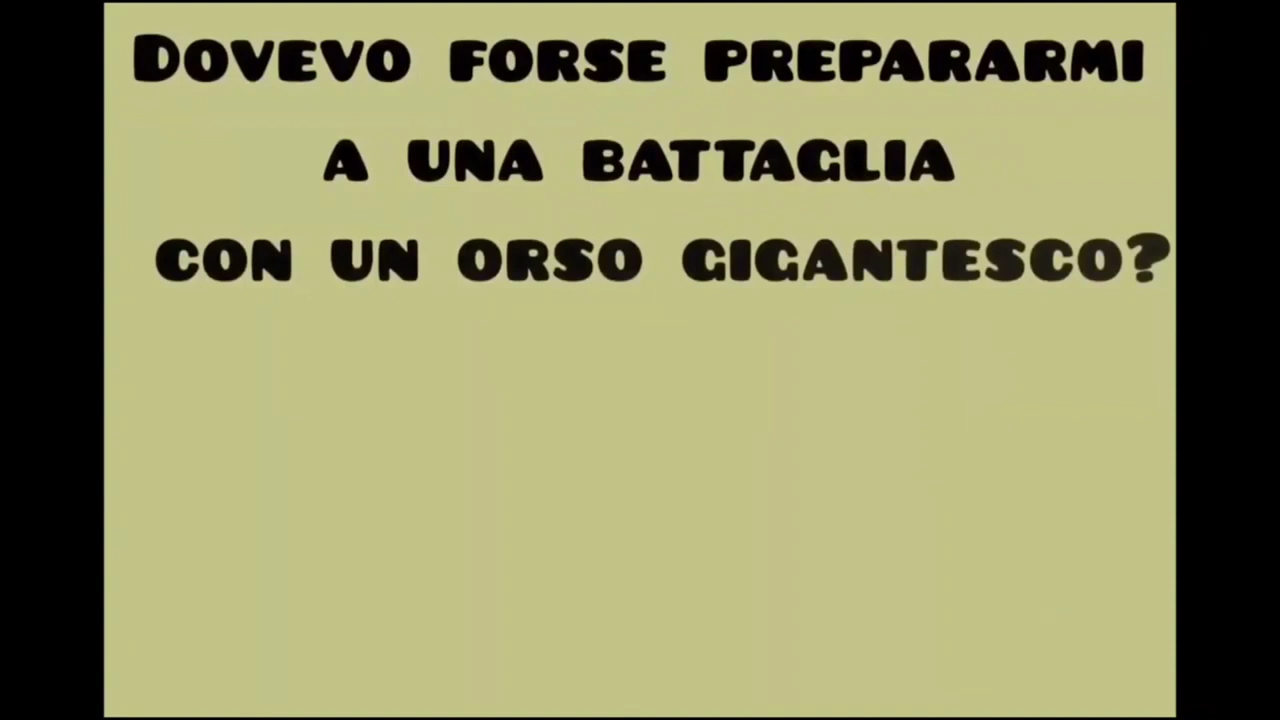 Dovevo forse prepararmi
a una battaglia
con un orso gigantesco?